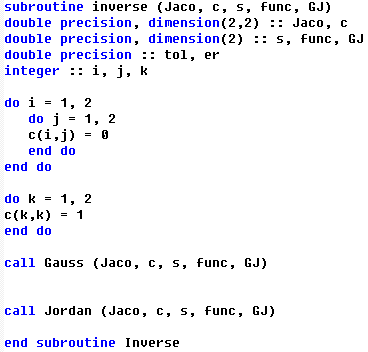 subroutine inverse (Jaco, c, s, func, GJ)
double precision, dimension(2,2) :: Jaco, c
double precision, dimension(2) :: s, func, GJ
double precision :: tol, er
integer :: i, j, k
do i = 1, 2
do j = 1, 2
c(i,j) = 0
end do
end do
do k = 1, 2
c(k,k) = 1
end do
call Gauss (Jaco, c, s, func, GJ)
call Jordan (Jaco, c, s, func, GJ)
end subroutine Inverse